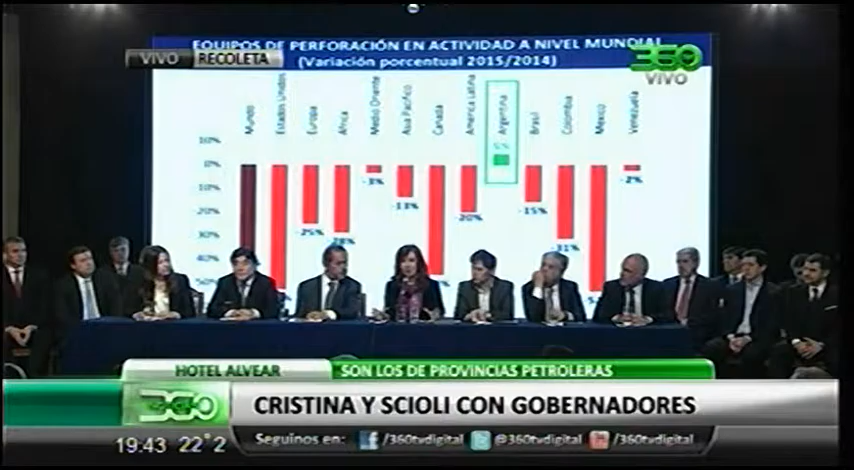 EQUIPOS DE PERFORACIÓN EN ACTIVIDAD A NIVEL MUNDIAL
(Variación porcentual 2015/2014)
VIVO RECOLETA
360
VIVO
Mundo
Estados Unidos
Europa
Africa
Medio Oriente
Asia Pacifico
Canada
América Latina
Argentina
Brasil
Colombia
Mexico
Venezuela
10%
0%
10%
20%
30%
40%
50%
-25%
28%
-3%
-13%
-20%
-15%
-31%
-2%
HOTEL ALVEAR
SON LOS DE PROVINCIAS PETROLERAS
360
CRISTINA Y SCIOLI CON GOBERNADORES
19:43 22°2
Seguinos en: /360tvdigital @360tvdigital /360tvdigital